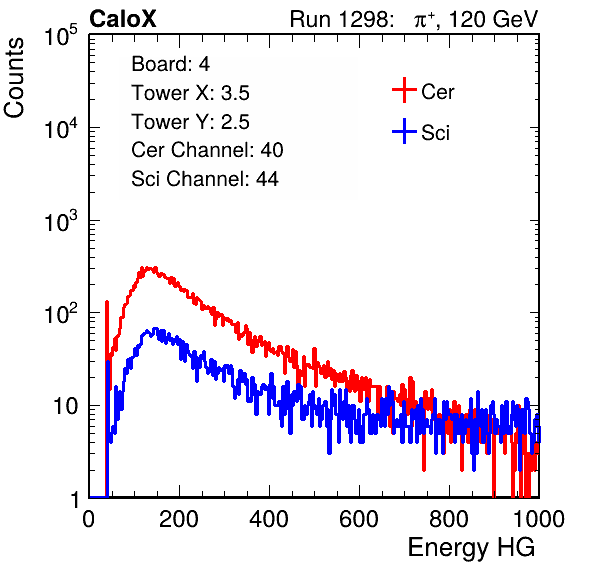 CaloX Run 1298: π⁺, 120 GeV
Counts
10⁵
10⁴
10³
10²
10
1
Board: 4
Tower X: 3.5
Tower Y: 2.5
Cer Channel: 40
Sci Channel: 44
Cer
Sci
0 200 400 600 800 1000
Energy HG